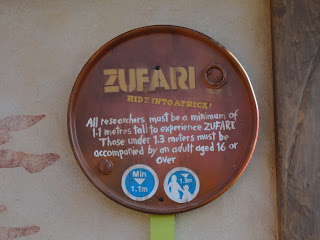 ZUFARI
RIDE INTO AFRICA!
All researchers must be a minimum of
1.1 metres tall to experience ZUFARI.
Those under 1.3 meters must be
accompanied by an adult aged 16 or
over
Min
1.1m
1.3m